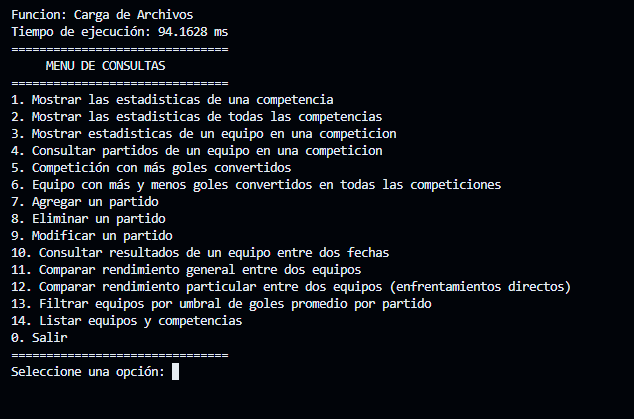 Funcion: Carga de Archivos
Tiempo de ejecución: 94.1628 ms
===============================
MENU DE CONSULTAS
===============================
1. Mostrar las estadisticas de una competencia
2. Mostrar las estadisticas de todas las competencias
3. Mostrar estadisticas de un equipo en una competicion
4. Consultar partidos de un equipo en una competicion
5. Competición con más goles convertidos
6. Equipo con más y menos goles convertidos en todas las competiciones
7. Agregar un partido
8. Eliminar un partido
9. Modificar un partido
10. Consultar resultados de un equipo entre dos fechas
11. Comparar rendimiento general entre dos equipos
12. Comparar rendimiento particular entre dos equipos (enfrentamientos directos)
13. Filtrar equipos por umbral de goles promedio por partido
14. Listar equipos y competencias
0. Salir
===============================
Seleccione una opción: